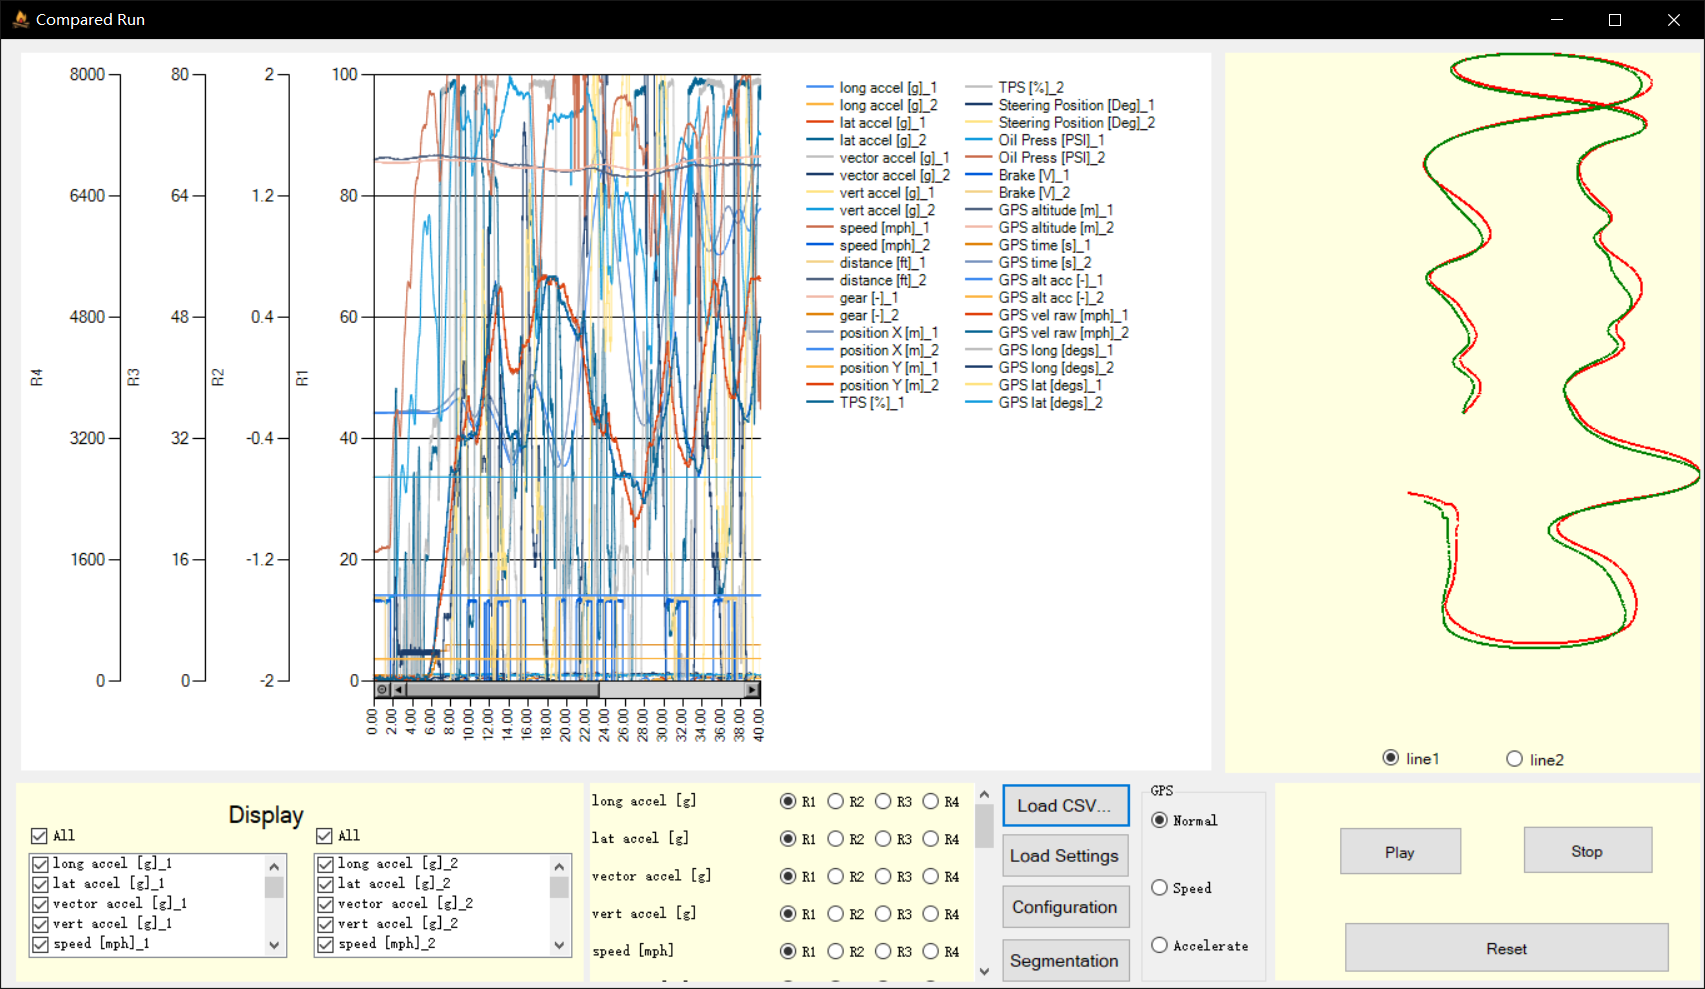 Compared Run
8000 80 2 100
6400 64 1.2 80
4800 48 0.4 60
R4 R3 R2 R1
3200 32 -0.4 40
1600 16 -1.2 20
0 0 -2 0
0.00 2.00 4.00 6.00 8.00 10.00 12.00 14.00 16.00 18.00 20.00 22.00 24.00 26.00 28.00 30.00 32.00 34.00 36.00 38.00 40.00
long accel [g]_1 TPS [%]_2
long accel [g]_2 Steering Position [Deg]_1
lat accel [g]_1 Steering Position [Deg]_2
lat accel [g]_2 Oil Press [PSI]_1
vector accel [g]_1 Oil Press [PSI]_2
vector accel [g]_2 Brake [V]_1
vert accel [g]_1 Brake [V]_2
vert accel [g]_2 GPS altitude [m]_1
speed [mph]_1 GPS altitude [m]_2
speed [mph]_2 GPS time [s]_1
distance [ft]_1 GPS time [s]_2
distance [ft]_2 GPS alt acc [-]_1
gear [-]_1 GPS alt acc [-]_2
gear [-]_2 GPS vel raw [mph]_1
position X [m]_1 GPS vel raw [mph]_2
position X [m]_2 GPS long [degs]_1
position Y [m]_1 GPS long [degs]_2
position Y [m]_2 GPS lat [degs]_1
TPS [%]_1 GPS lat [degs]_2
line1 line2
Display
All All
long accel [g]_1 long accel [g]_2
lat accel [g]_1 lat accel [g]_2
vector accel [g]_1 vector accel [g]_2
vert accel [g]_1 vert accel [g]_2
speed [mph]_1 speed [mph]_2
long accel [g] R1 R2 R3 R4
lat accel [g] R1 R2 R3 R4
vector accel [g] R1 R2 R3 R4
vert accel [g] R1 R2 R3 R4
speed [mph] R1 R2 R3 R4
Load CSV...
Load Settings
Configuration
Segmentation
GPS
Normal
Speed
Accelerate
Play Stop
Reset